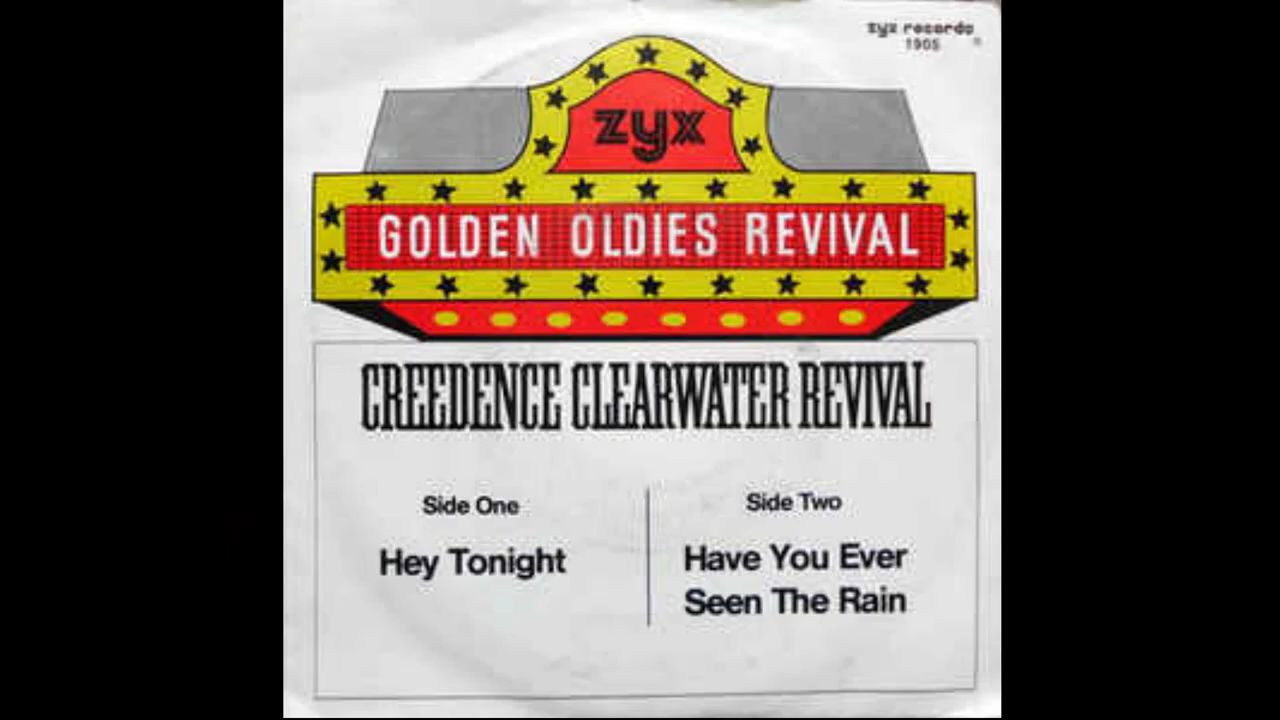 zyx records
1905
zyx
GOLDEN OLDIES REVIVAL
CREEDENCE CLEARWATER REVIVAL
Side One
Hey Tonight
Side Two
Have You Ever
Seen The Rain